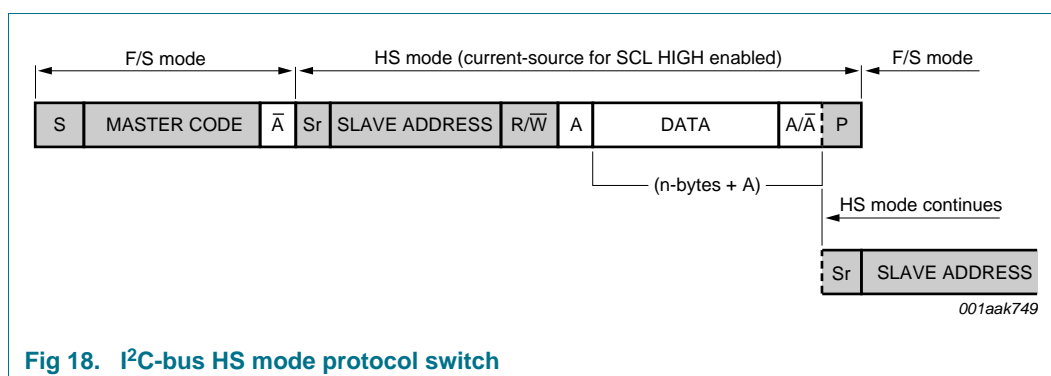 F/S mode HS mode (current-source for SCL HIGH enabled) F/S mode
S MASTER CODE A̅ Sr SLAVE ADDRESS R/W̅ A DATA A/A̅ P
(n-bytes + A)
HS mode continues
Sr SLAVE ADDRESS
001aak749
Fig 18. I²C-bus HS mode protocol switch